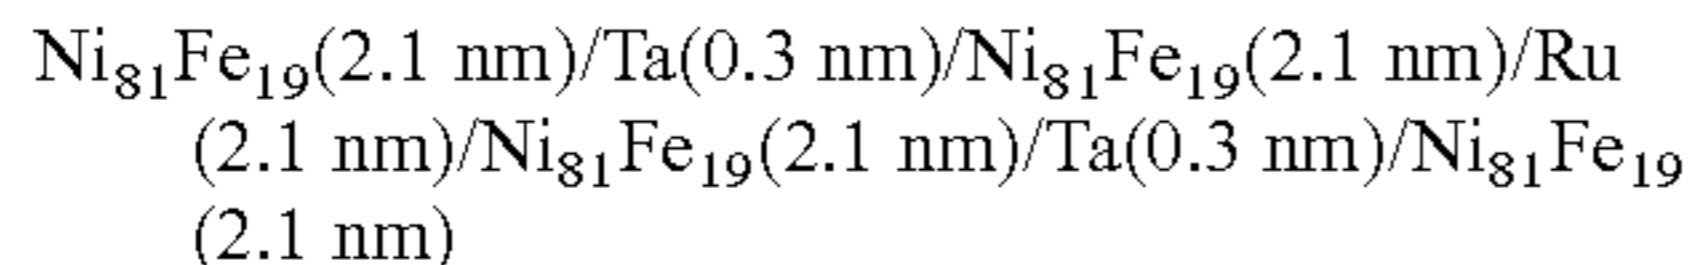 Ni₈₁Fe₁₉(2.1 nm)/Ta(0.3 nm)/Ni₈₁Fe₁₉(2.1 nm)/Ru
(2.1 nm)/Ni₈₁Fe₁₉(2.1 nm)/Ta(0.3 nm)/Ni₈₁Fe₁₉
(2.1 nm)